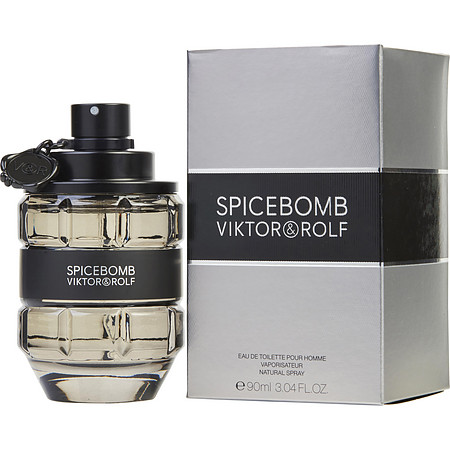 SPICEBOMB
VIKTOR&ROLF
SPICEBOMB
VIKTOR&ROLF
EAU DE TOILETTE POUR HOMME
VAPORISATEUR
NATURAL SPRAY
℮90ml 3.04 FL.OZ.